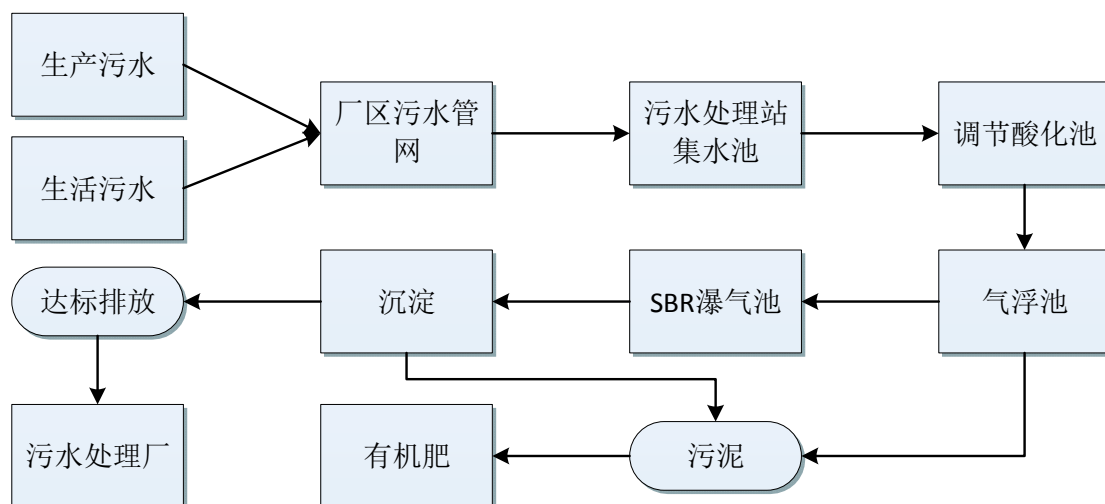 生产污水
生活污水
厂区污水管
网
污水处理站
集水池
调节酸化池
达标排放
沉淀
SBR瀑气池
气浮池
污水处理厂
有机肥
污泥